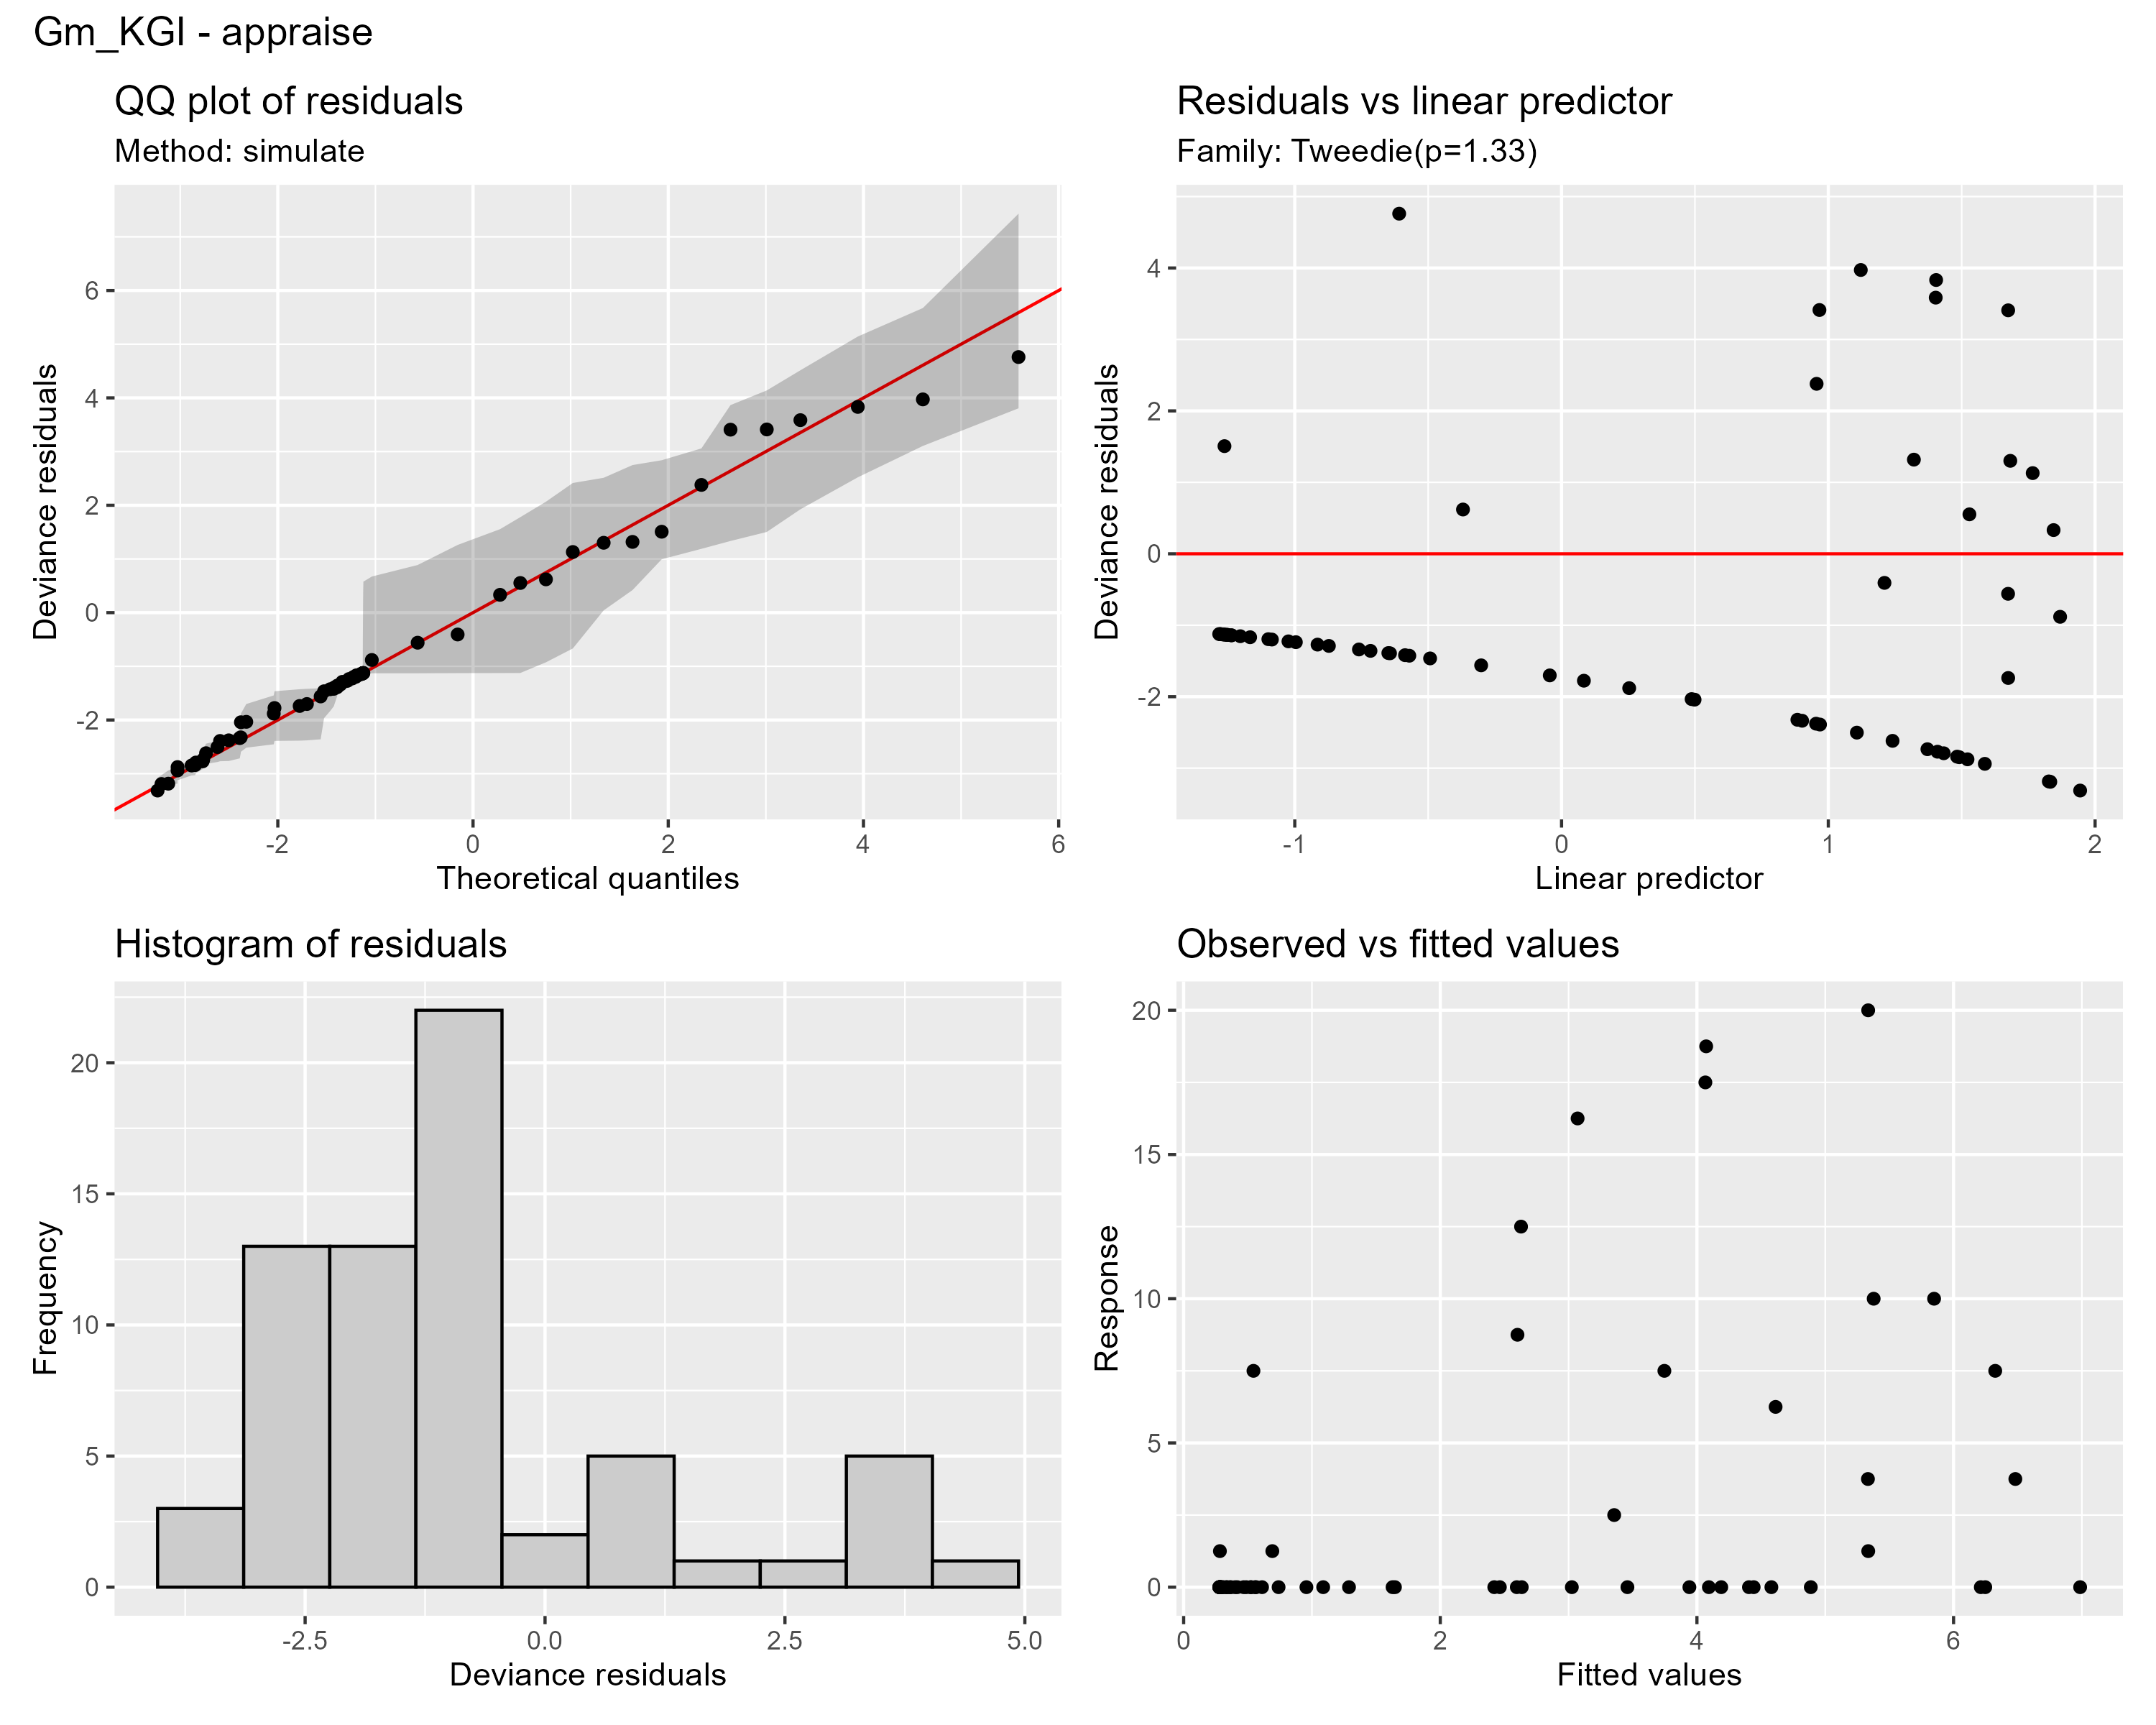 Gm_KGI - appraise
QQ plot of residuals
Method: simulate
Deviance residuals
6
4
2
0
-2
-2
0
2
4
6
Theoretical quantiles
Residuals vs linear predictor
Family: Tweedie(p=1.33)
Deviance residuals
4
2
0
-2
-1
0
1
2
Linear predictor
Histogram of residuals
Frequency
20
15
10
5
0
-2.5
0.0
2.5
5.0
Deviance residuals
Observed vs fitted values
Response
20
15
10
5
0
0
2
4
6
Fitted values